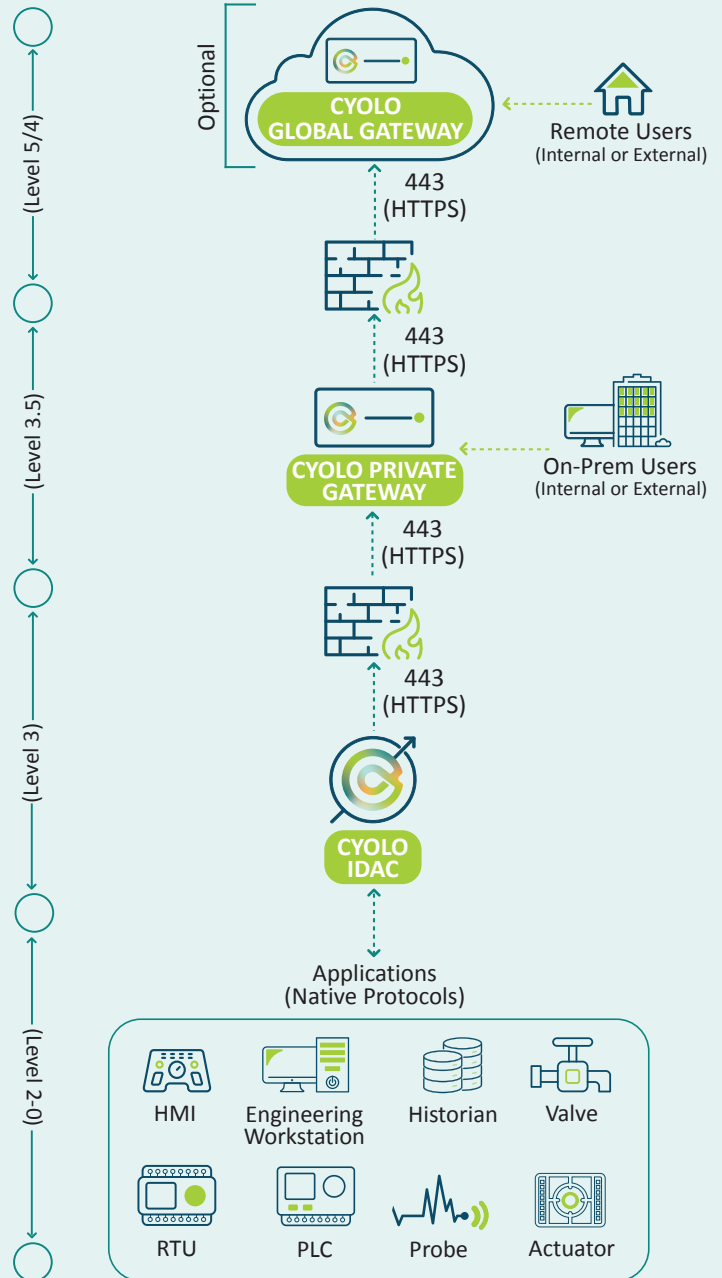 Optional
CYOLO
GLOBAL GATEWAY
Remote Users
(Internal or External)
(Level 5/4)
443
(HTTPS)
443
(HTTPS)
(Level 3.5)
CYOLO PRIVATE
GATEWAY
On-Prem Users
(Internal or External)
443
(HTTPS)
443
(HTTPS)
(Level 3)
CYOLO
IDAC
Applications
(Native Protocols)
(Level 2-0)
HMI
Engineering
Workstation
Historian
Valve
RTU
PLC
Probe
Actuator